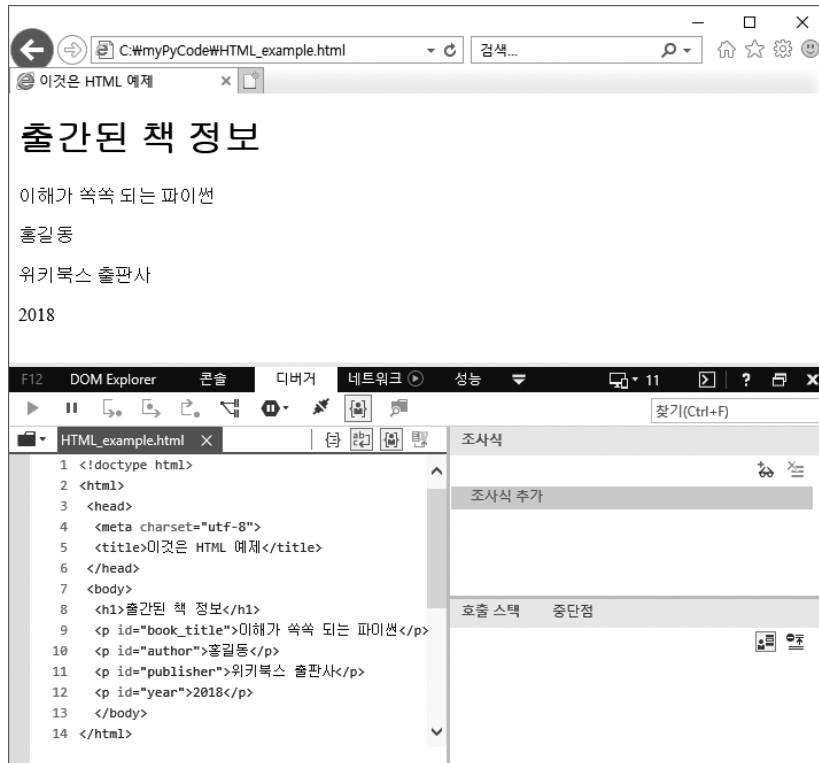 C:₩myPyCode₩HTML_example.html
검색...
이것은 HTML 예제
출간된 책 정보
이해가 쏙쏙 되는 파이썬
홍길동
위키북스 출판사
2018
F12 DOM Explorer 콘솔 디버거 네트워크 성능 11 ?
찾기(Ctrl+F)
HTML_example.html
조사식
조사식 추가
1 <!doctype html>
2 <html>
3 <head>
4 <meta charset="utf-8">
5 <title>이것은 HTML 예제</title>
6 </head>
7 <body>
8 <h1>출간된 책 정보</h1>
9 <p id="book_title">이해가 쏙쏙 되는 파이썬</p>
10 <p id="author">홍길동</p>
11 <p id="publisher">위키북스 출판사</p>
12 <p id="year">2018</p>
13 </body>
14 </html>
호출 스택 중단점